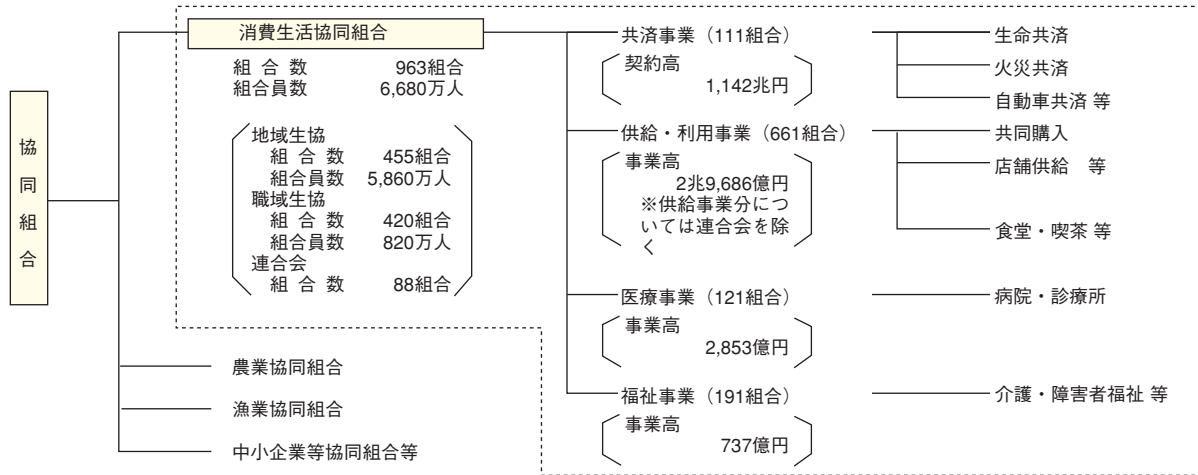 協同組合
消費生活協同組合
組合数 963組合
組合員数 6,680万人
地域生協
組合数 455組合
組合員数 5,860万人
職域生協
組合数 420組合
組合員数 820万人
連合会
組合数 88組合
農業協同組合
漁業協同組合
中小企業等協同組合等
共済事業（111組合）
契約高
1,142兆円
生命共済
火災共済
自動車共済 等
供給・利用事業（661組合）
事業高
2兆9,686億円
※供給事業分につ
いては連合会を除
く
共同購入
店舗供給 等
食堂・喫茶 等
医療事業（121組合）
事業高
2,853億円
病院・診療所
福祉事業（191組合）
事業高
737億円
介護・障害者福祉 等